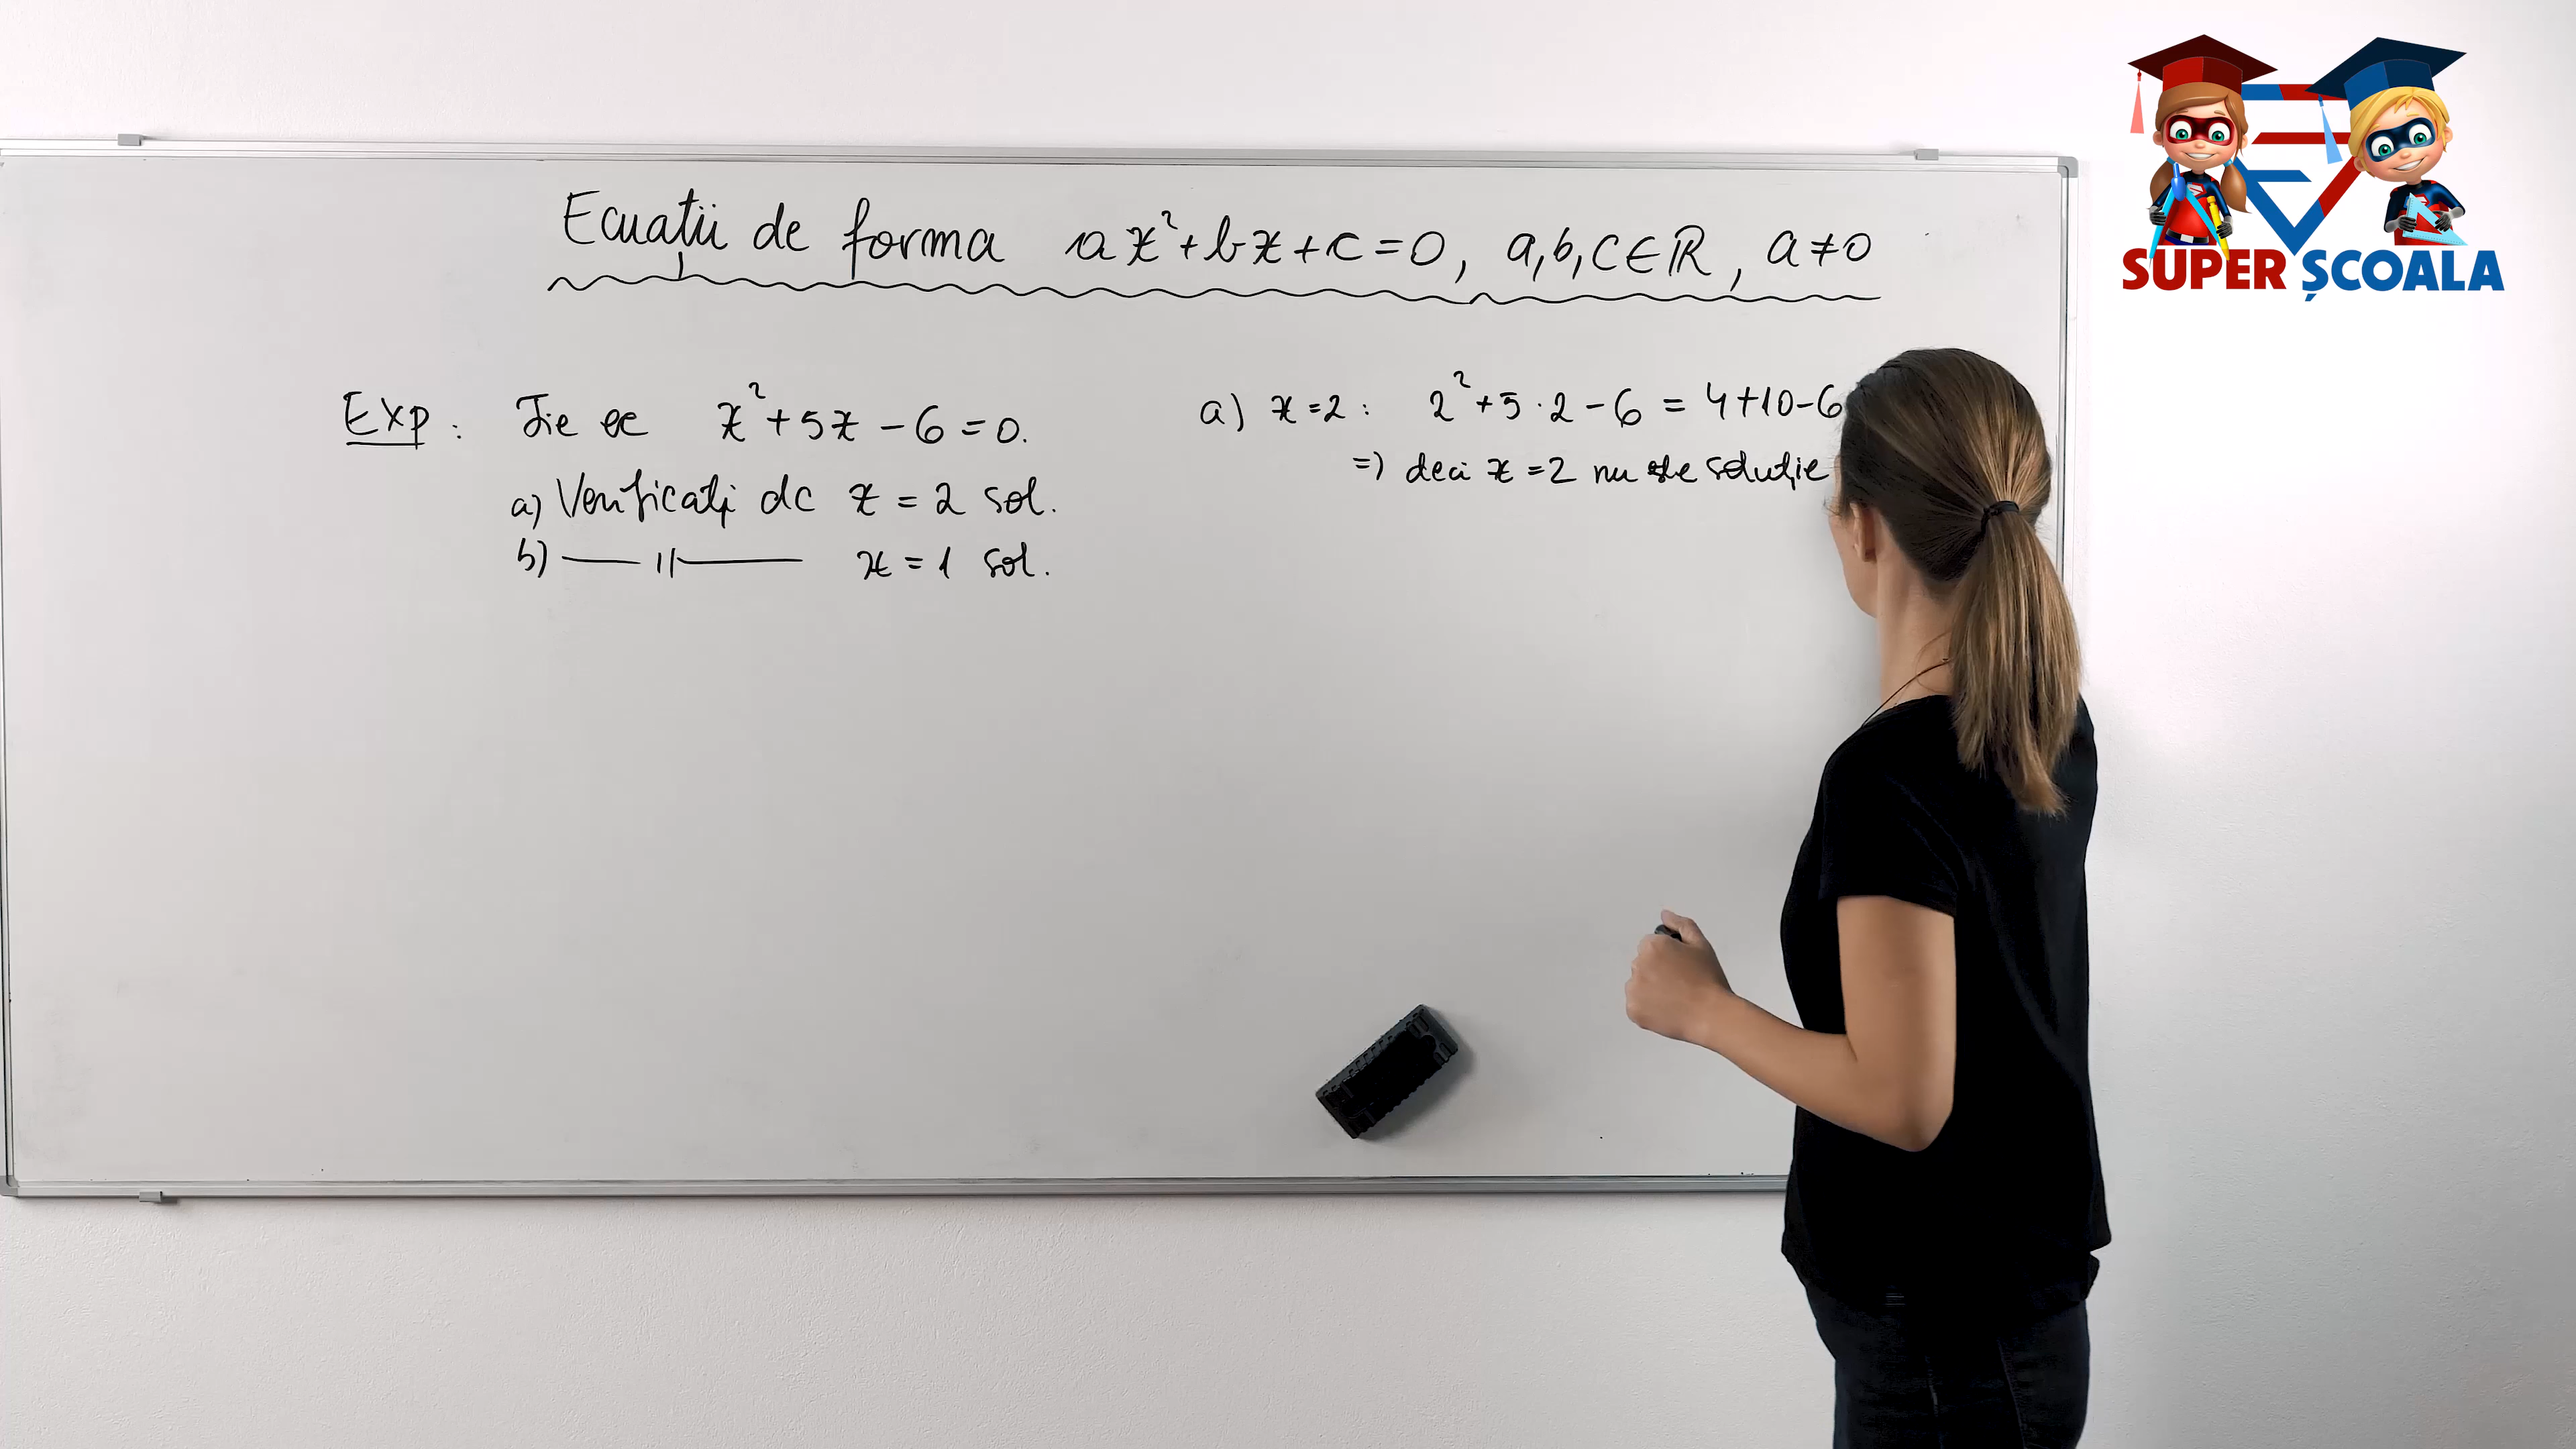 SUPER ȘCOALA
Ecuații de forma ax²+bx+c=0, a,b,c∈ℝ, a≠0
Exp: Fie ec x²+5x-6=0.
a) Verificați dc x=2 sol.
b) —— 11 —— x=1 sol.
a) x=2: 2²+5·2-6=4+10-6
=) deci x=2 nu este soluție